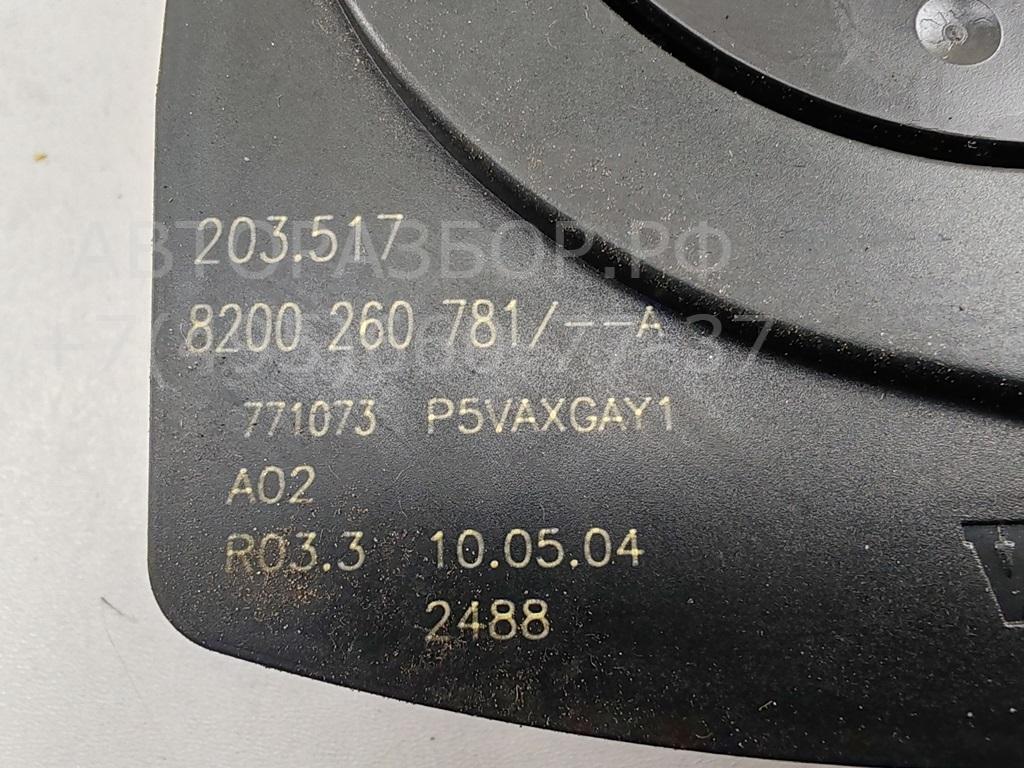 203.517
АВТОРАЗБОР.РФ
8200 260 781/--A
771073 P5VAXGAY1
A02
R03.3 10.05.04
2488